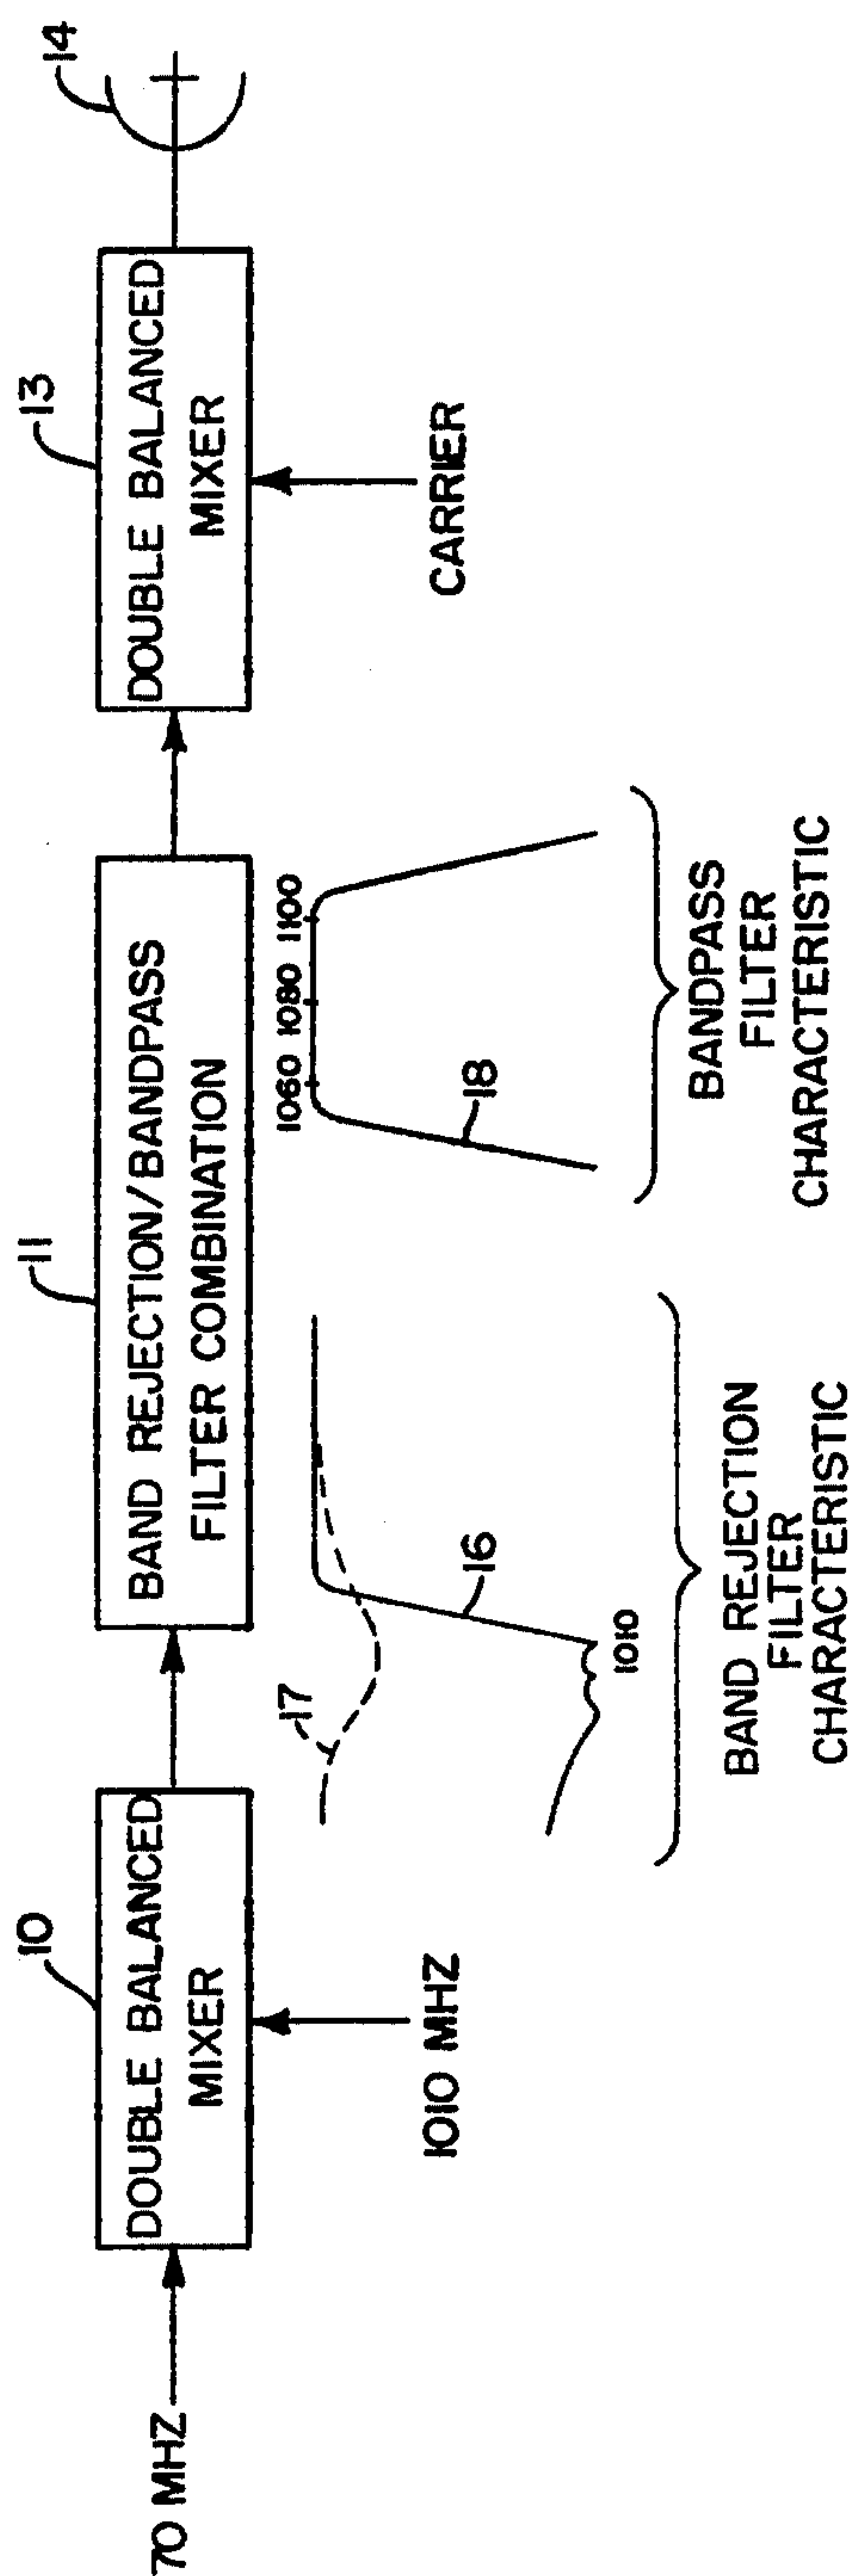 70 MHZ
10
DOUBLE BALANCED
MIXER
1010 MHZ
11
BAND REJECTION/BANDPASS
FILTER COMBINATION
17
16
1010
BAND REJECTION
FILTER
CHARACTERISTIC
1060 1080 1100
18
BANDPASS
FILTER
CHARACTERISTIC
13
DOUBLE BALANCED
MIXER
CARRIER
14